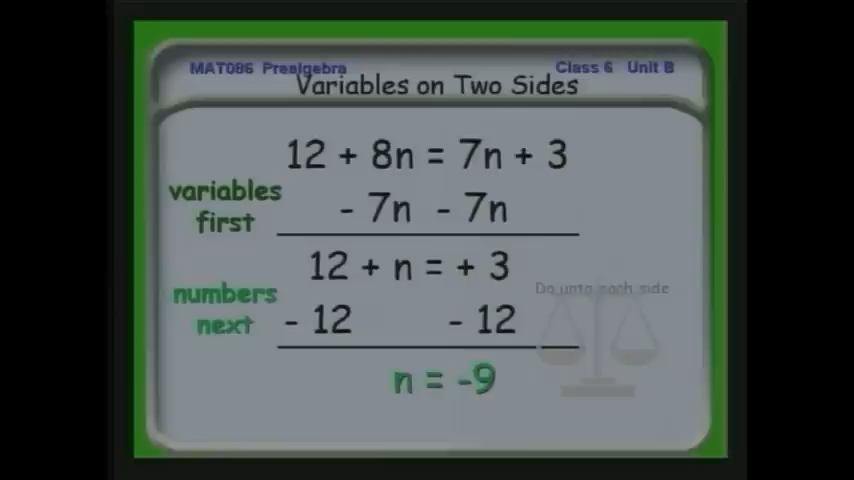 MAT086 Prealgebra Class 6 Unit B
Variables on Two Sides
12 + 8n = 7n + 3
variables
first
- 7n - 7n
12 + n = + 3
numbers
next
Do unto each side
- 12 - 12
n = -9